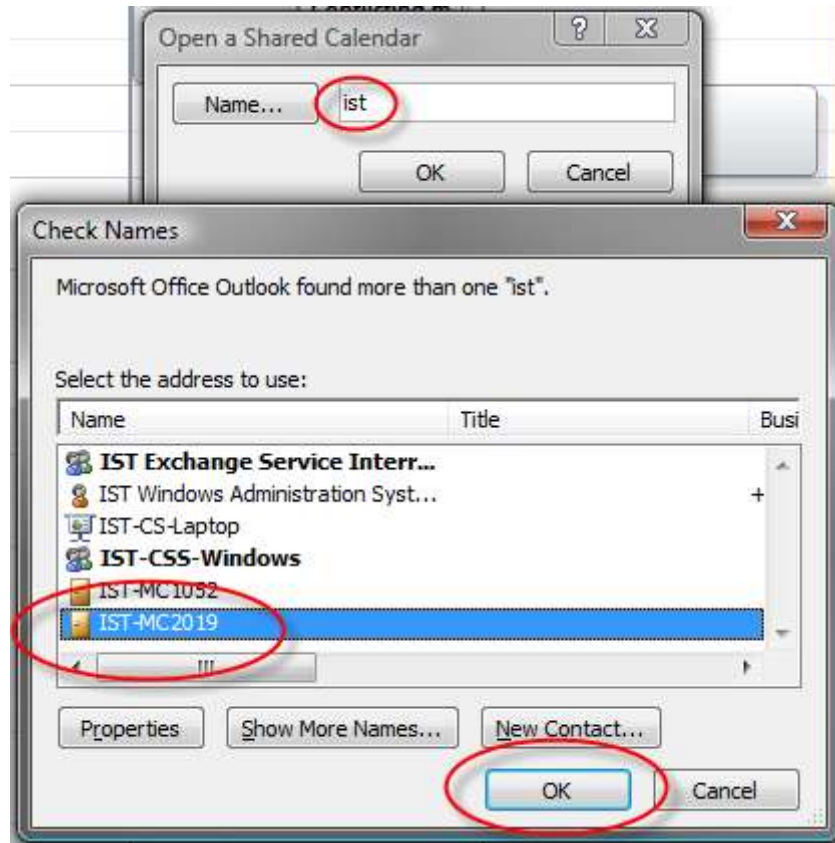 Open a Shared Calendar
Name... ist
OK Cancel
Check Names
Microsoft Office Outlook found more than one "ist".
Select the address to use:
Name Title Busi
IST Exchange Service Interr...
IST Windows Administration Syst... +
IST-CS-Laptop
IST-CSS-Windows
IST-MC1052
IST-MC2019
Properties Show More Names... New Contact...
OK Cancel